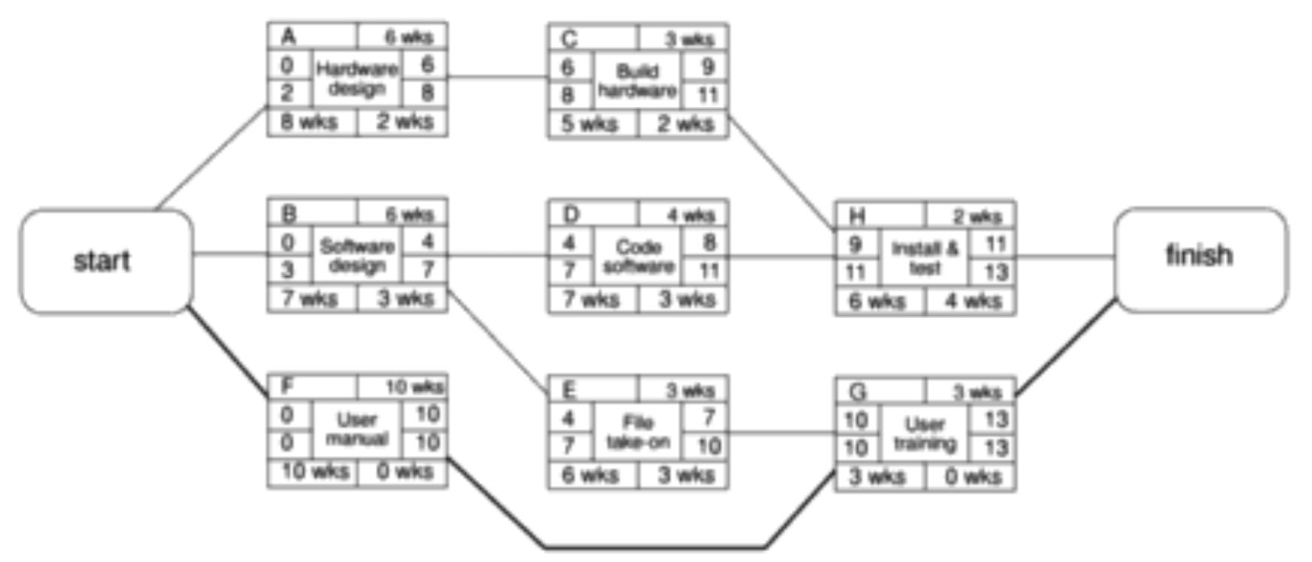 start
A 6 wks
0 Hardware design 6
2 8
8 wks 2 wks
C 3 wks
6 Build hardware 9
8 11
5 wks 2 wks
B 6 wks
0 Software design 4
3 7
7 wks 3 wks
D 4 wks
4 Code software 8
7 11
7 wks 3 wks
H 2 wks
9 Install & test 11
11 13
6 wks 4 wks
finish
F 10 wks
0 User manual 10
0 10
10 wks 0 wks
E 3 wks
4 File take-on 7
7 10
6 wks 3 wks
G 3 wks
10 User training 13
10 13
3 wks 0 wks